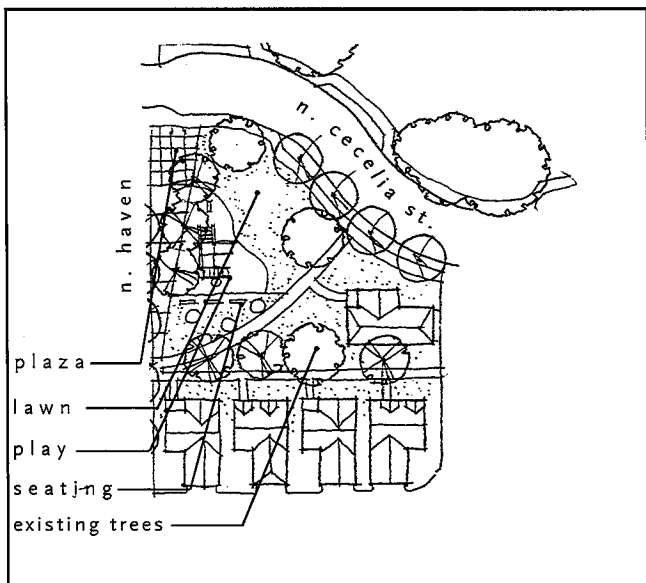 n. cecelia st.
n. haven
plaza
lawn
play
seating
existing trees